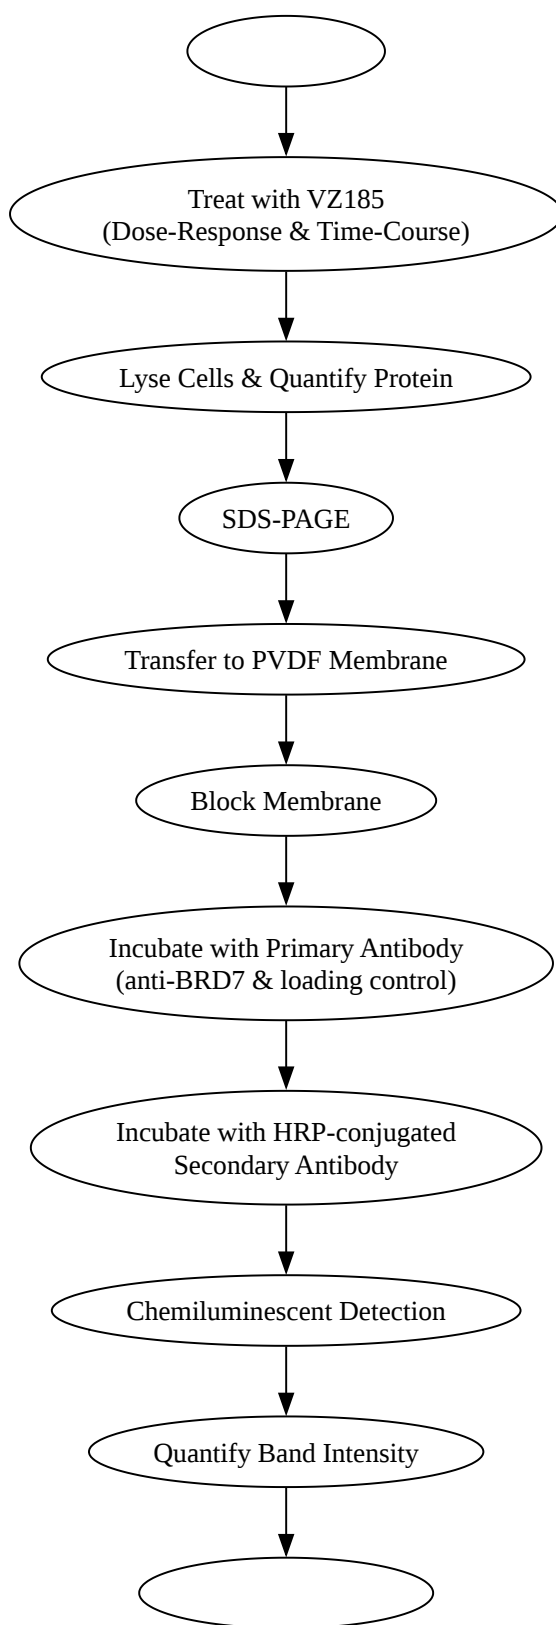 Treat with VZ185
(Dose-Response & Time-Course)
Lyse Cells & Quantify Protein
SDS-PAGE
Transfer to PVDF Membrane
Block Membrane
Incubate with Primary Antibody
(anti-BRD7 & loading control)
Incubate with HRP-conjugated
Secondary Antibody
Chemiluminescent Detection
Quantify Band Intensity